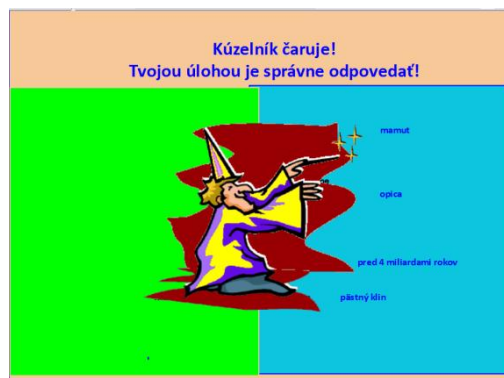 Kúzelník čaruje!
Tvojou úlohou je správne odpovedať!
mamut
opica
pred 4 miliardami rokov
pästný klin